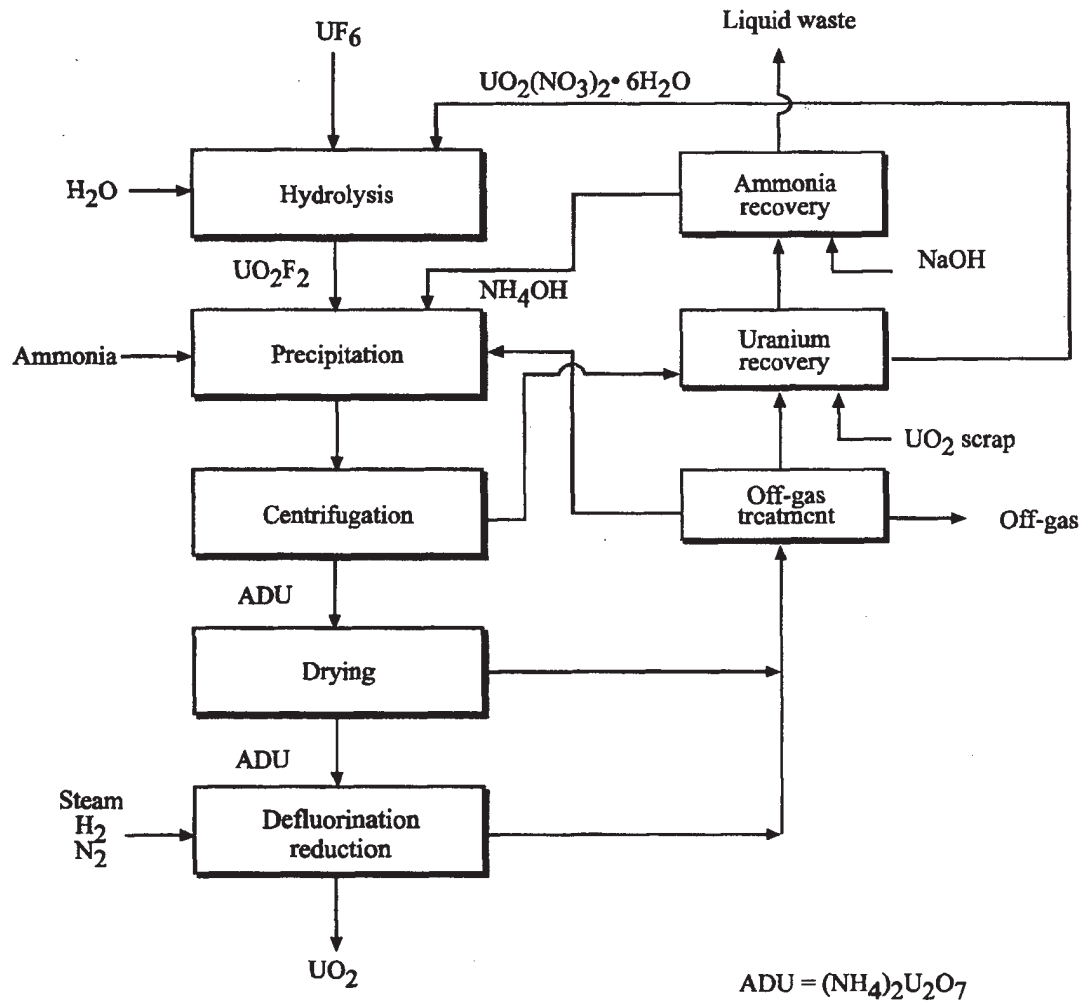 UF6
Liquid waste
UO2(NO3)2• 6H2O
H2O
Hydrolysis
Ammonia
recovery
UO2F2
NH4OH
NaOH
Ammonia
Precipitation
Uranium
recovery
UO2 scrap
Centrifugation
Off-gas
treatment
Off-gas
ADU
Drying
ADU
Steam
H2
N2
Defluorination
reduction
UO2
ADU = (NH4)2U2O7